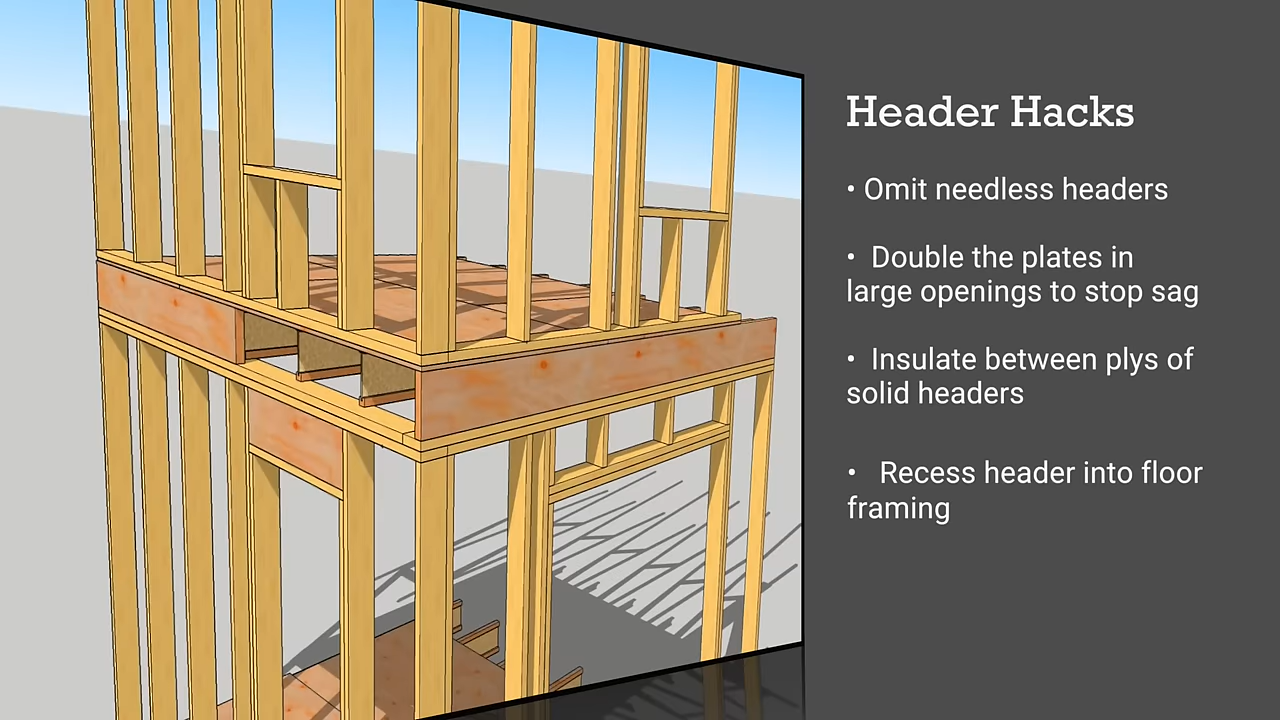 Header Hacks
• Omit needless headers
• Double the plates in
large openings to stop sag
• Insulate between plys of
solid headers
• Recess header into floor
framing